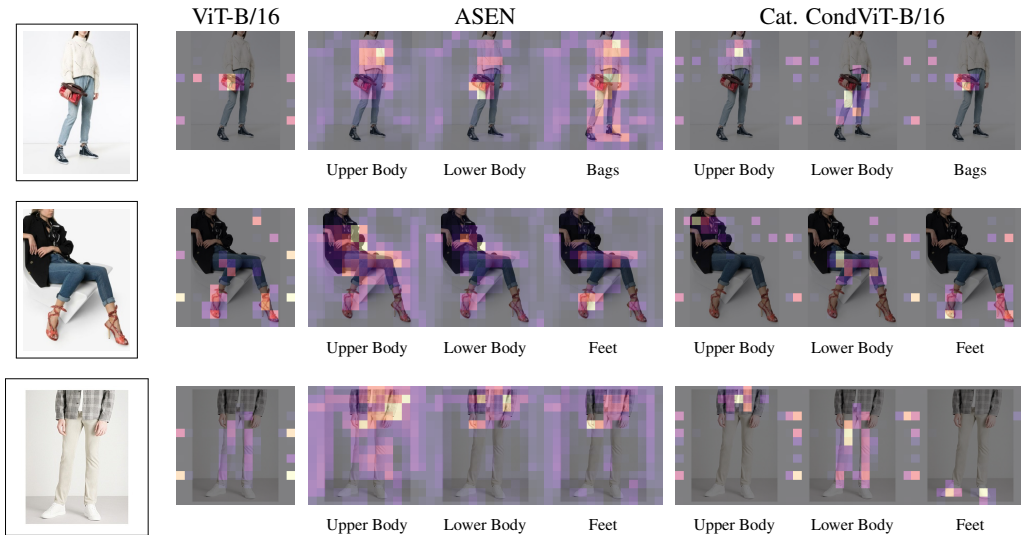 ViT-B/16 ASEN Cat. CondViT-B/16
Upper Body Lower Body Bags Upper Body Lower Body Bags
Upper Body Lower Body Feet Upper Body Lower Body Feet
Upper Body Lower Body Feet Upper Body Lower Body Feet